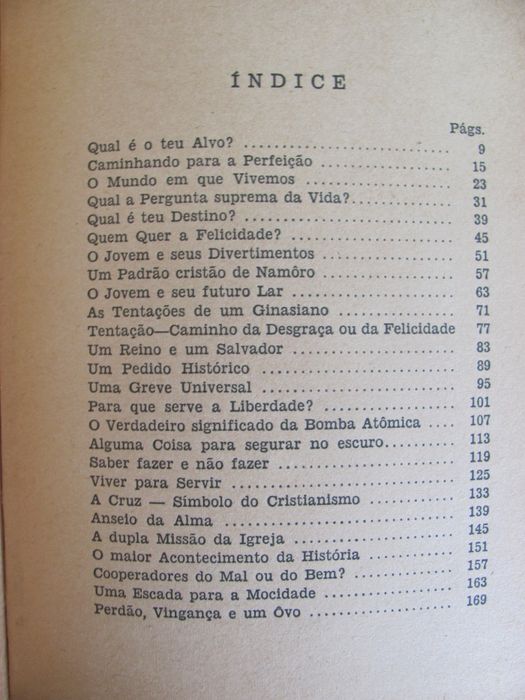 ÍNDICE
Págs.
Qual é o teu Alvo? .................................. 9
Caminhando para a Perfeição ...................... 15
O Mundo em que Vivemos ......................... 23
Qual a Pergunta suprema da Vida?................ 31
Qual é teu Destino? ................................ 39
Quem Quer a Felicidade? .......................... 45
O Jovem e seus Divertimentos .................... 51
Um Padrão cristão de Namôro .................... 57
O Jovem e seu futuro Lar ......................... 63
As Tentações de um Ginasiano ................... 71
Tentação—Caminho da Desgraça ou da Felicidade 77
Um Reino e um Salvador ......................... 83
Um Pedido Histórico .............................. 89
Uma Greve Universal ............................. 95
Para que serve a Liberdade? ..................... 101
O Verdadeiro significado da Bomba Atômica .... 107
Alguma Coisa para segurar no escuro........... 113
Saber fazer e não fazer ........................... 119
Viver para Servir .................................. 125
A Cruz — Símbolo do Cristianismo .............. 133
Anseio da Alma ................................... 139
A dupla Missão da Igreja ......................... 145
O maior Acontecimento da História ............. 151
Cooperadores do Mal ou do Bem? ............... 157
Uma Escada para a Mocidade .................... 163
Perdão, Vingança e um Ôvo ...................... 169